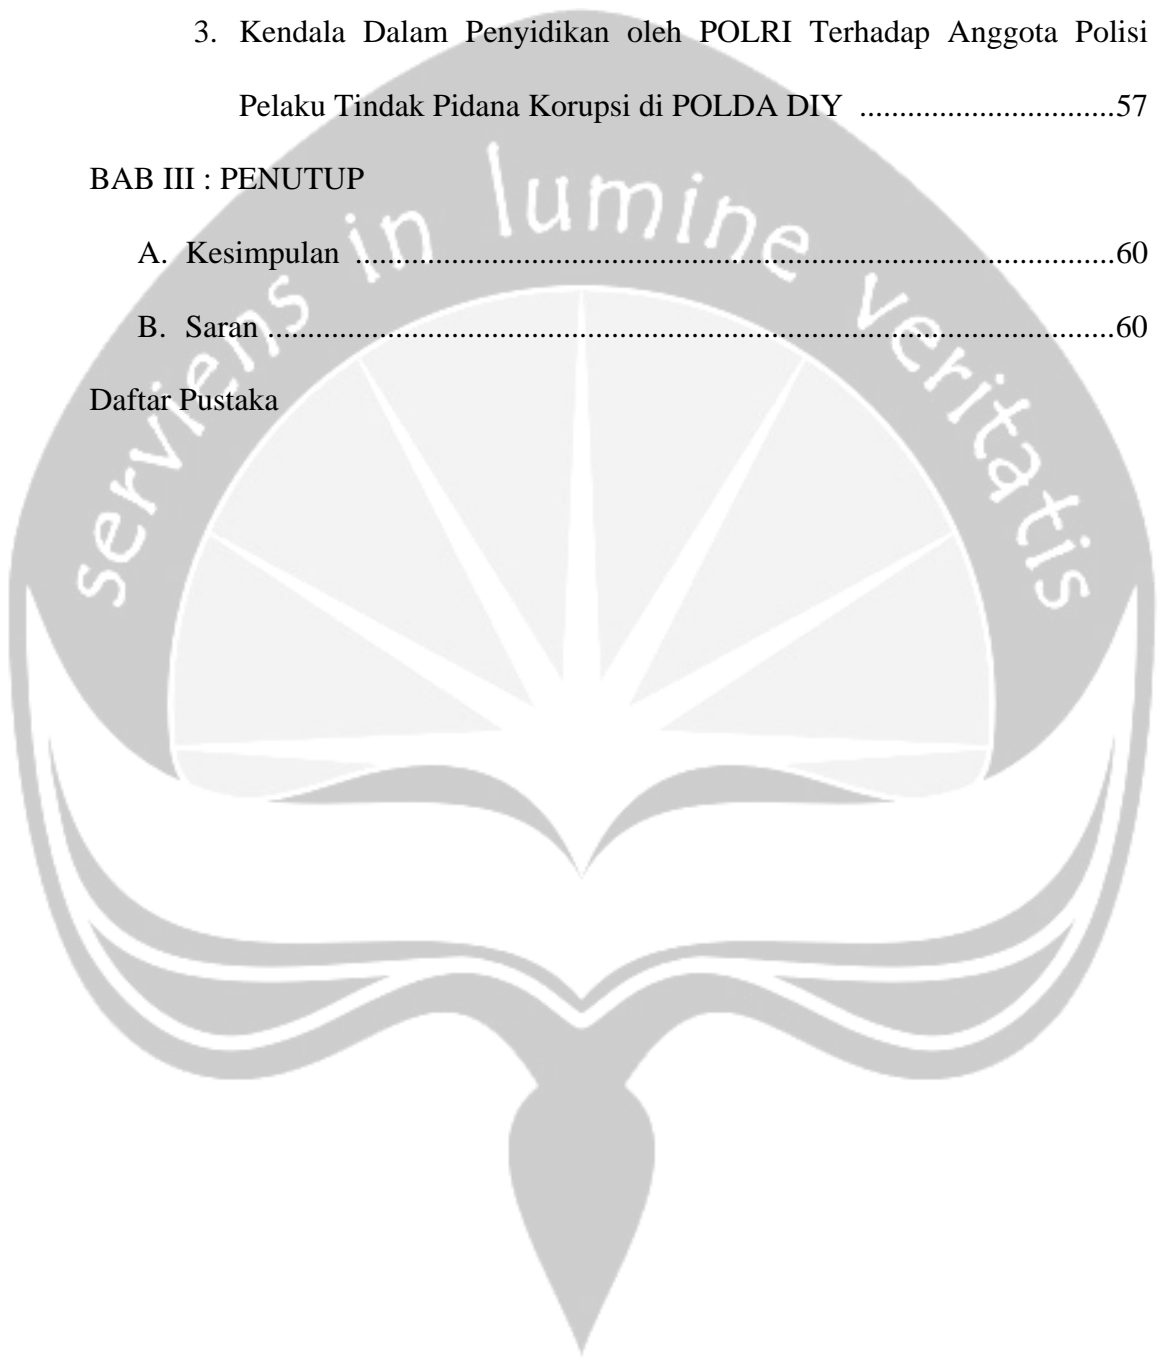 3. Kendala Dalam Penyidikan oleh POLRI Terhadap Anggota Polisi
Pelaku Tindak Pidana Korupsi di POLDA DIY ................................57
BAB III : PENUTUP
A. Kesimpulan ................................................................................................60
B. Saran ..........................................................................................................60
Daftar Pustaka
serviens in lumine veritatis